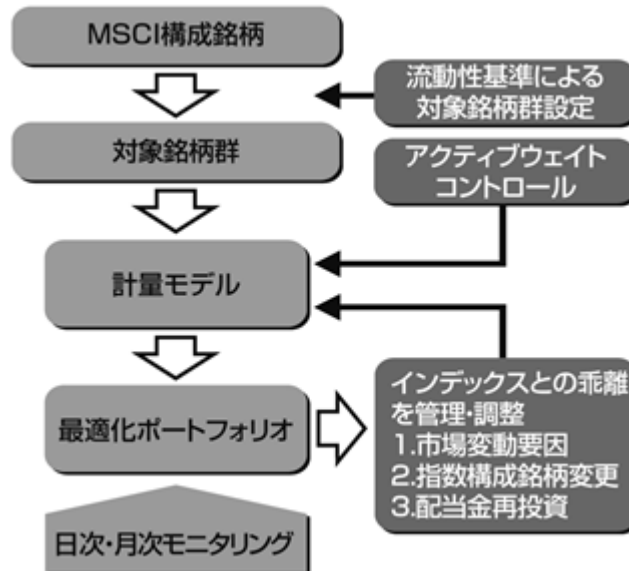 MSCI構成銘柄
流動性基準による
対象銘柄群設定
対象銘柄群
アクティブウェイト
コントロール
計量モデル
最適化ポートフォリオ
インデックスとの乖離
を管理・調整
1.市場変動要因
2.指数構成銘柄変更
3.配当金再投資
日次・月次モニタリング